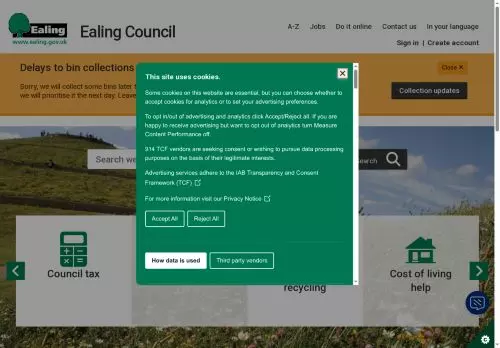 Ealing
www.ealing.gov.uk
Ealing Council
A-Z Jobs Do it online Contact us In your language
Sign in | Create account
Delays to bin collections
Close ×
Sorry, we will collect some bins later t
we will prioritise it the next day. Leave
Collection updates
This site uses cookies.
Some cookies on this website are essential, but you can choose whether to
accept cookies for analytics or to set your advertising preferences.
To opt in/out of advertising and analytics click Accept/Reject all. If you are
happy to receive advertising but want to opt out of analytics turn Measure
Content Performance off.
914 TCF vendors are seeking consent or wishing to pursue data processing
purposes on the basis of their legitimate interests.
Advertising services adhere to the IAB Transparency and Consent
Framework (TCF)
For more information visit our Privacy Notice
Accept All Reject All
How data is used Third party vendors
Search we
Search
Council tax
recycling
Cost of living
help